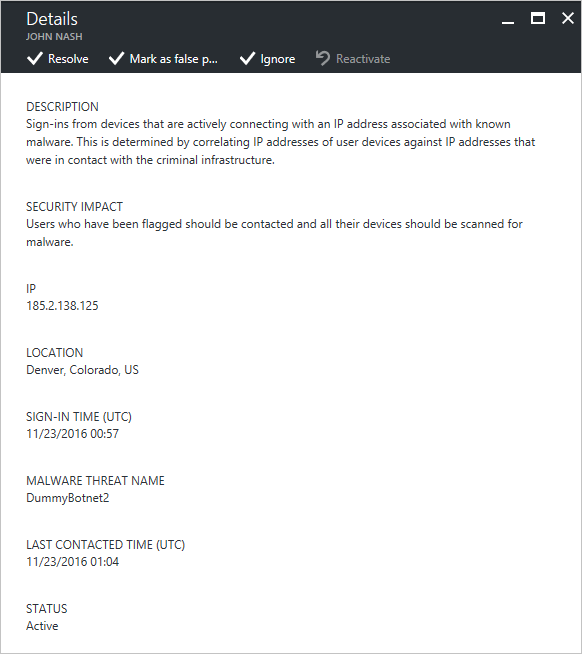 Details
JOHN NASH
Resolve
Mark as false p...
Ignore
Reactivate
DESCRIPTION
Sign-ins from devices that are actively connecting with an IP address associated with known
malware. This is determined by correlating IP addresses of user devices against IP addresses that
were in contact with the criminal infrastructure.
SECURITY IMPACT
Users who have been flagged should be contacted and all their devices should be scanned for
malware.
IP
185.2.138.125
LOCATION
Denver, Colorado, US
SIGN-IN TIME (UTC)
11/23/2016 00:57
MALWARE THREAT NAME
DummyBotnet2
LAST CONTACTED TIME (UTC)
11/23/2016 01:04
STATUS
Active